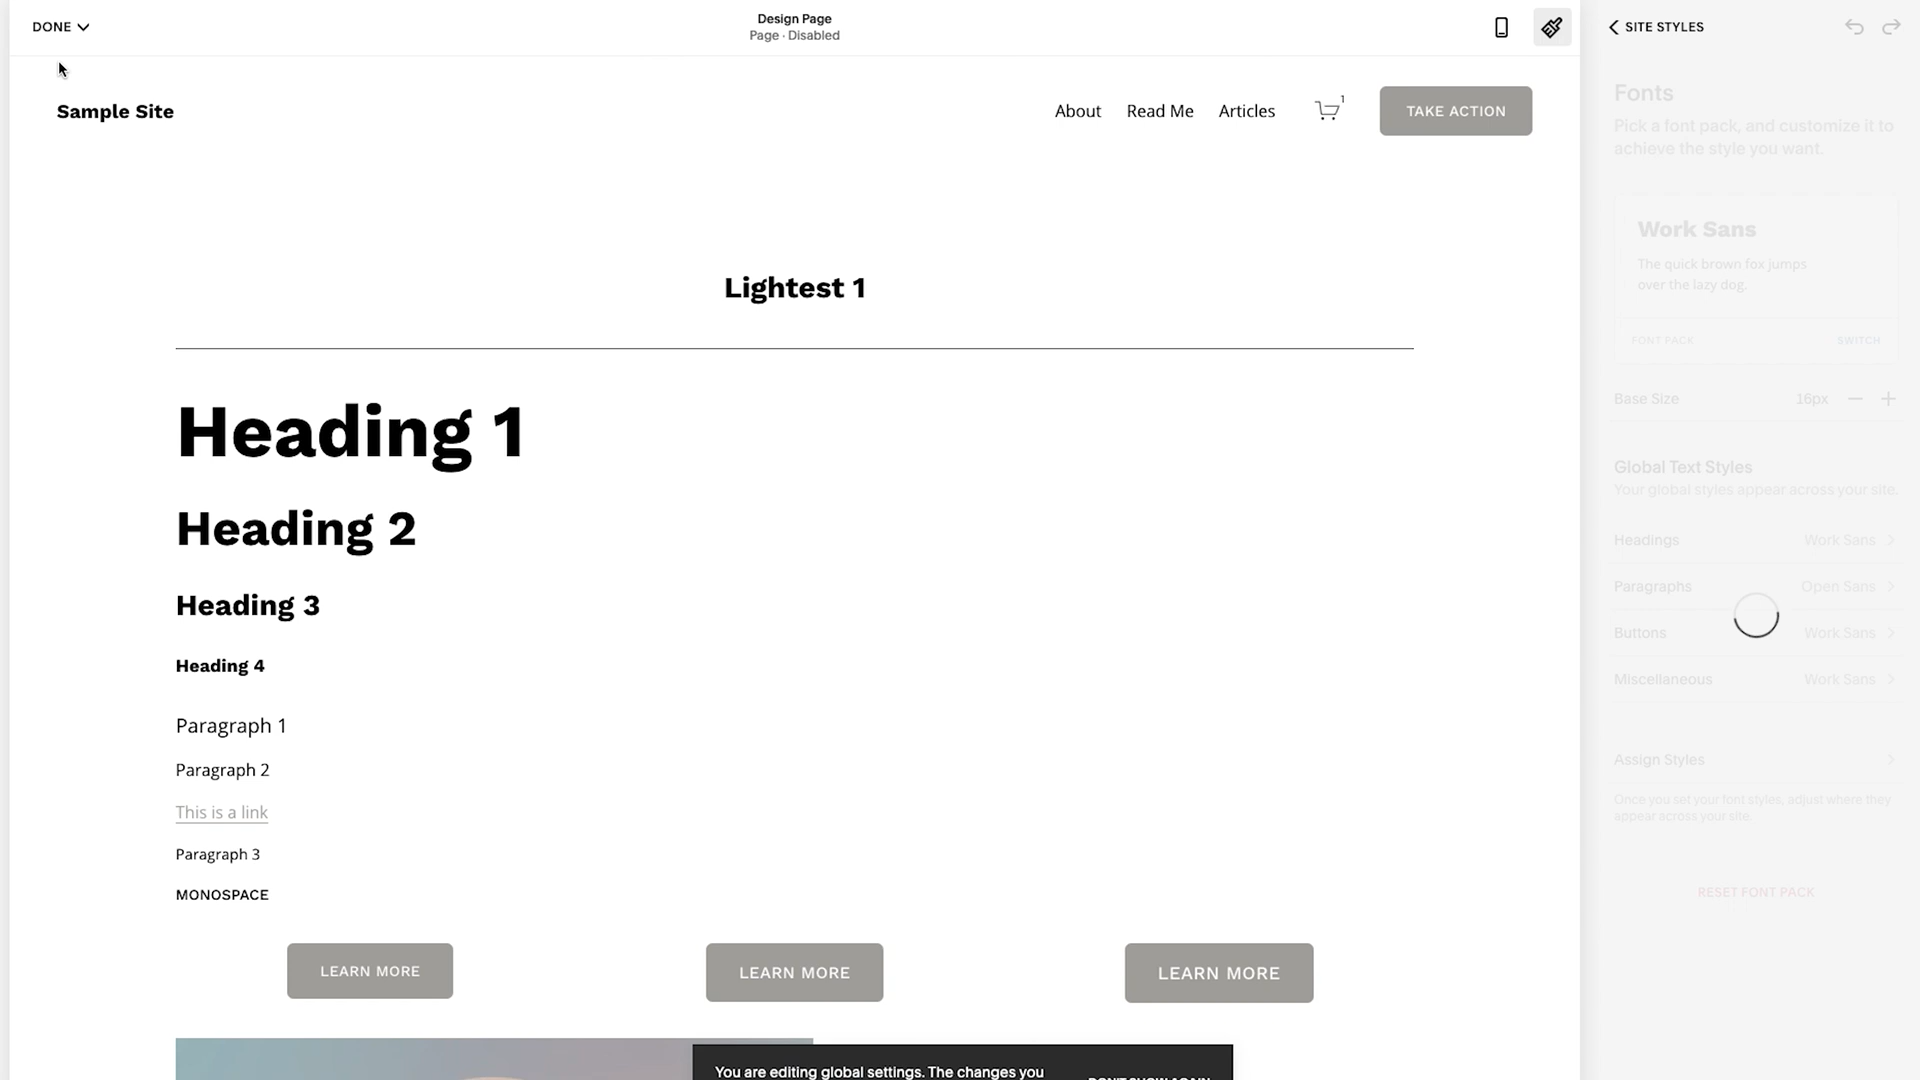 DONE
Design Page
Page · Disabled
SITE STYLES
Sample Site
About
Read Me
Articles
1
TAKE ACTION
Lightest 1
Heading 1
Heading 2
Heading 3
Heading 4
Paragraph 1
Paragraph 2
This is a link
Paragraph 3
MONOSPACE
LEARN MORE
LEARN MORE
LEARN MORE
You are editing global settings. The changes you
DON'T SHOW AGAIN
Fonts
Pick a font pack, and customize it to
achieve the style you want.
Work Sans
The quick brown fox jumps
over the lazy dog.
FONT PACK
SWITCH
Base Size
16px
Global Text Styles
Your global styles appear across your site.
Headings
Work Sans
Paragraphs
Open Sans
Buttons
Work Sans
Miscellaneous
Work Sans
Assign Styles
Once you set your font styles, adjust where they
appear across your site.
RESET FONT PACK